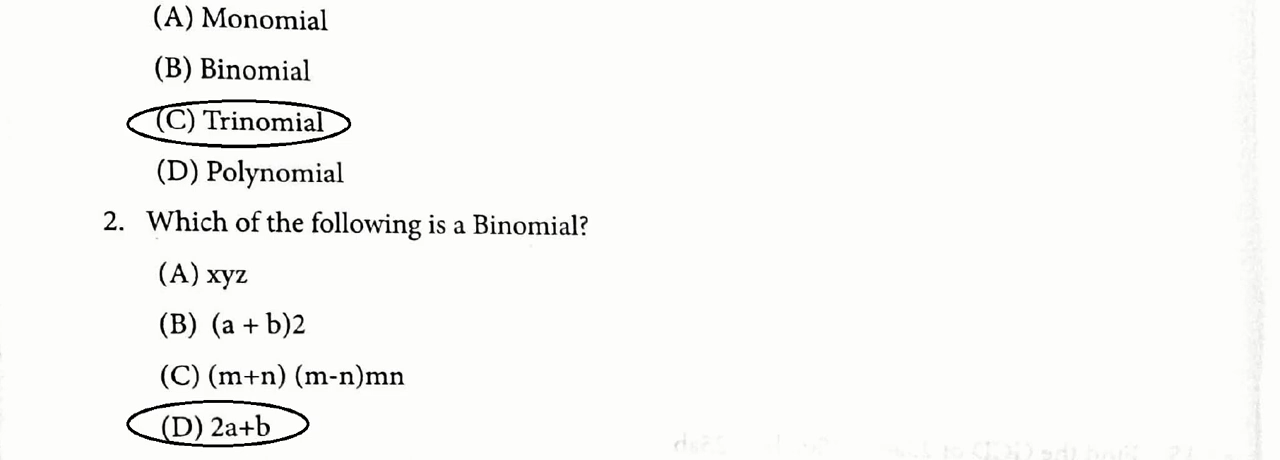 (A) Monomial
(B) Binomial
(C) Trinomial
(D) Polynomial
2. Which of the following is a Binomial?
(A) xyz
(B) (a + b)2
(C) (m+n) (m-n)mn
(D) 2a+b